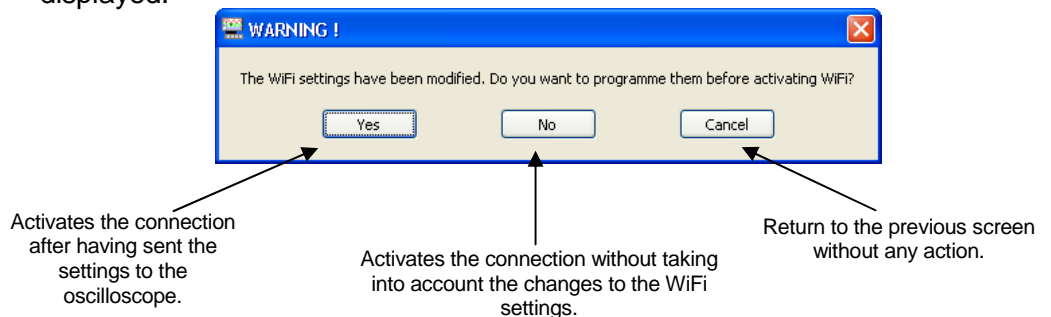 displayed.
WARNING !
The WiFi settings have been modified. Do you want to programme them before activating WiFi?
Yes No Cancel
Activates the connection
after having sent the
settings to the
oscilloscope.
Activates the connection without taking
into account the changes to the WiFi
settings.
Return to the previous screen
without any action.